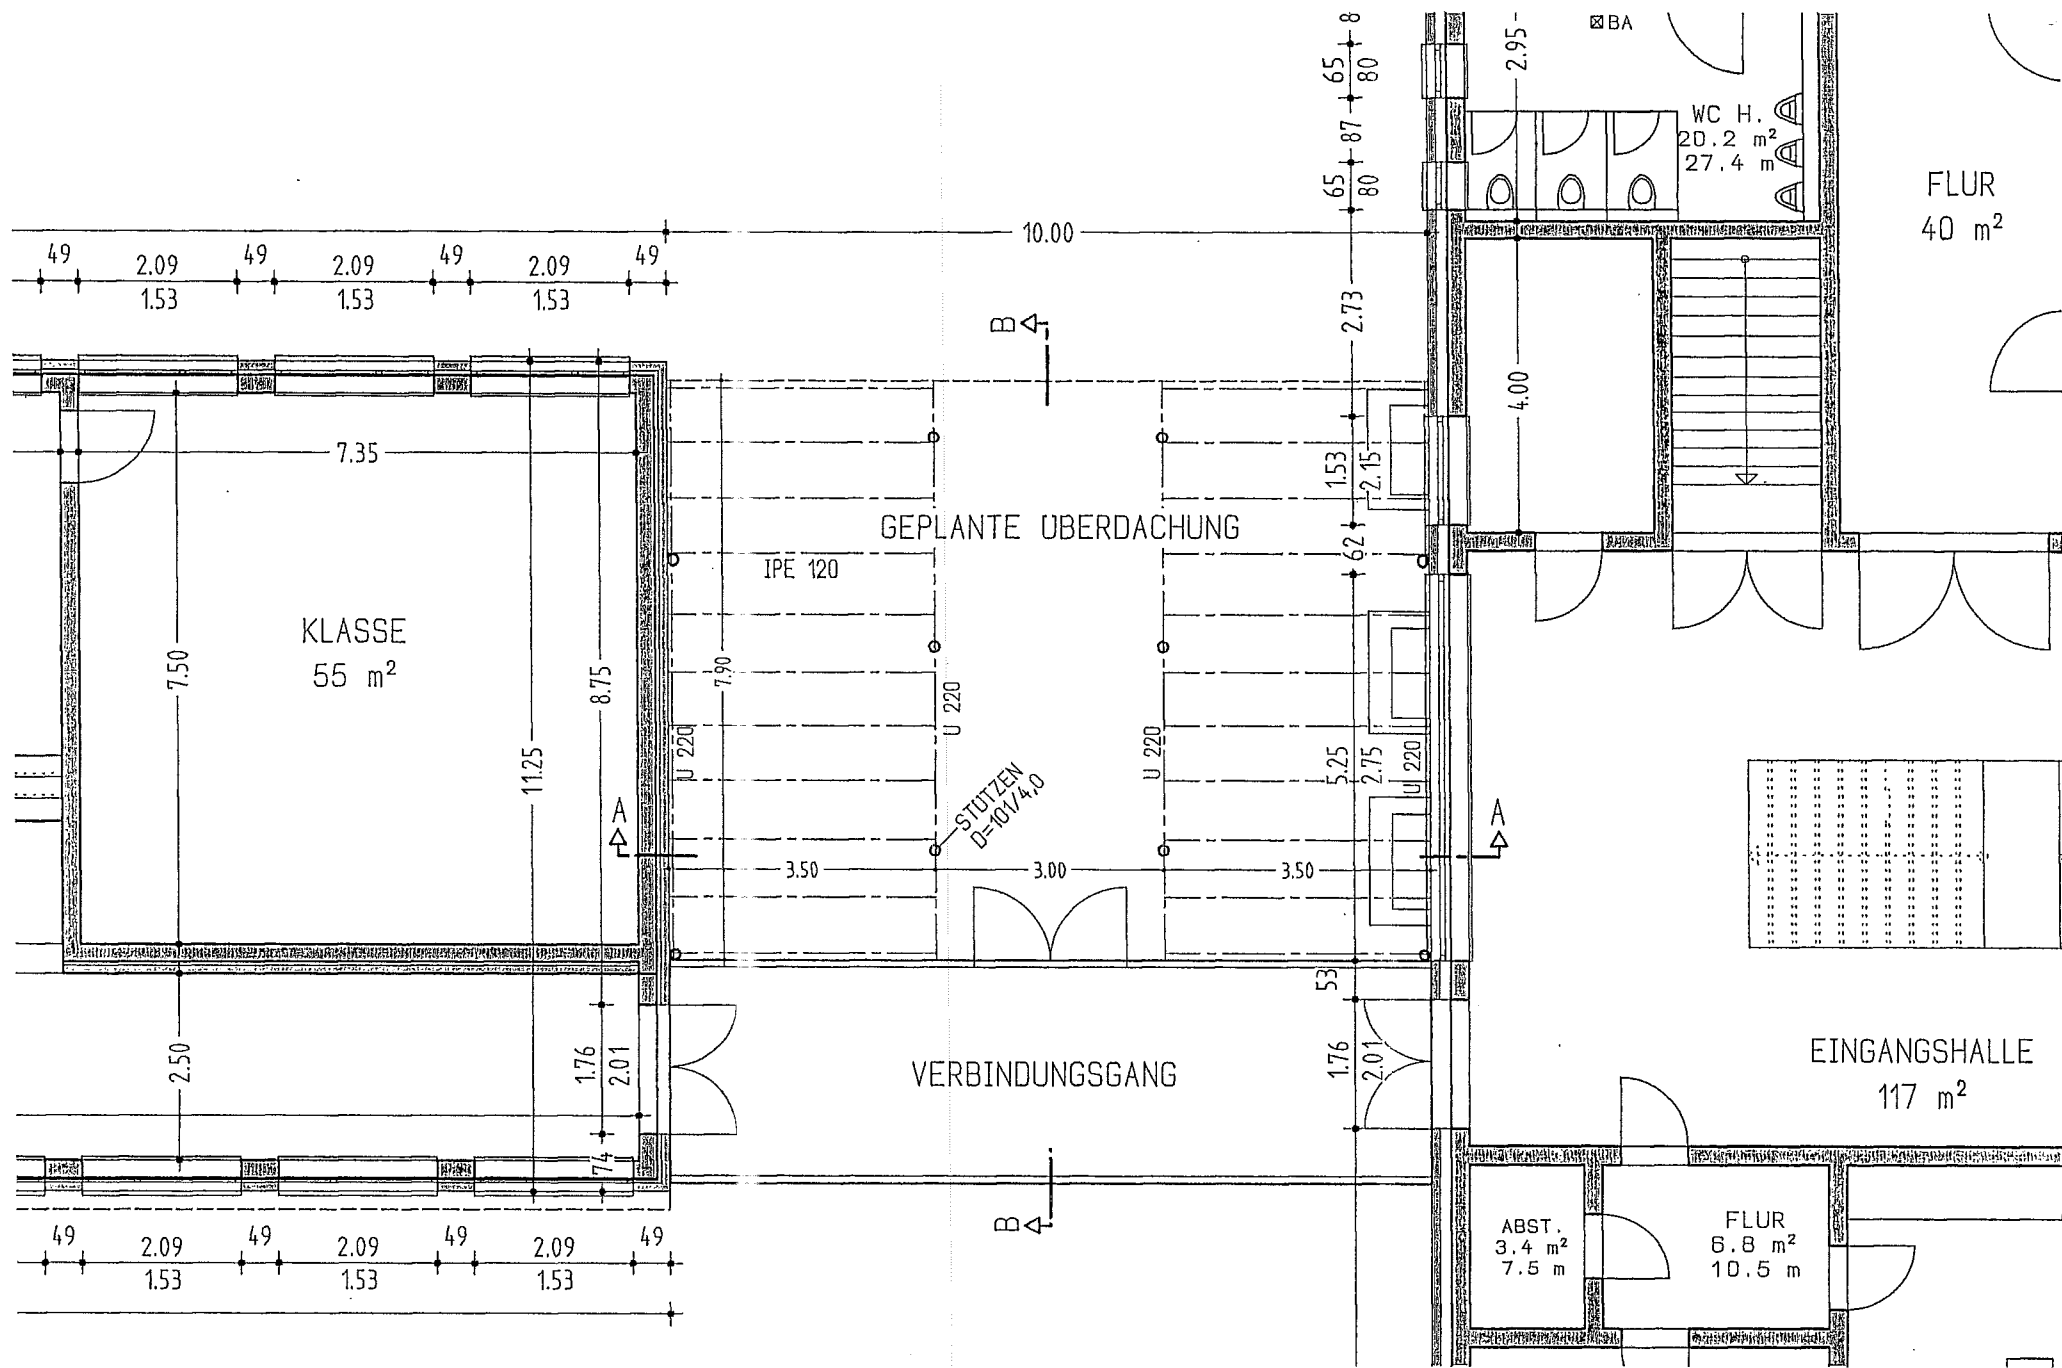 8
65
80
87
65
80
2.95
BA
WC H.
20.2 m²
27.4 m
FLUR
40 m²
10.00
49
2.09
1.53
49
2.09
1.53
49
2.09
1.53
49
B
2.73
4.00
7.35
1.53
2.15
GEPLANTE ÜBERDACHUNG
62
IPE 120
KLASSE
55 m²
7.50
8.75
7.90
11.25
U 220
U 220
U 220
5.25
2.75
U 220
STÜTZEN
D=101/4,0
A
A
3.50
3.00
3.50
53
2.50
1.76
2.01
VERBINDUNGSGANG
1.76
2.01
EINGANGSHALLE
117 m²
74
B
ABST.
3.4 m²
7.5 m
FLUR
6.8 m²
10.5 m
49
2.09
1.53
49
2.09
1.53
49
2.09
1.53
49